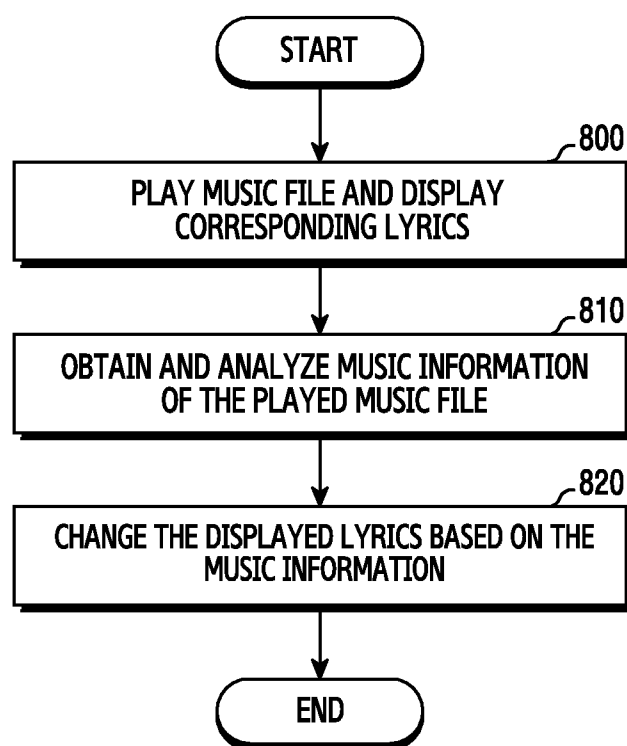 START
800
PLAY MUSIC FILE AND DISPLAY
CORRESPONDING LYRICS
810
OBTAIN AND ANALYZE MUSIC INFORMATION
OF THE PLAYED MUSIC FILE
820
CHANGE THE DISPLAYED LYRICS BASED ON THE
MUSIC INFORMATION
END